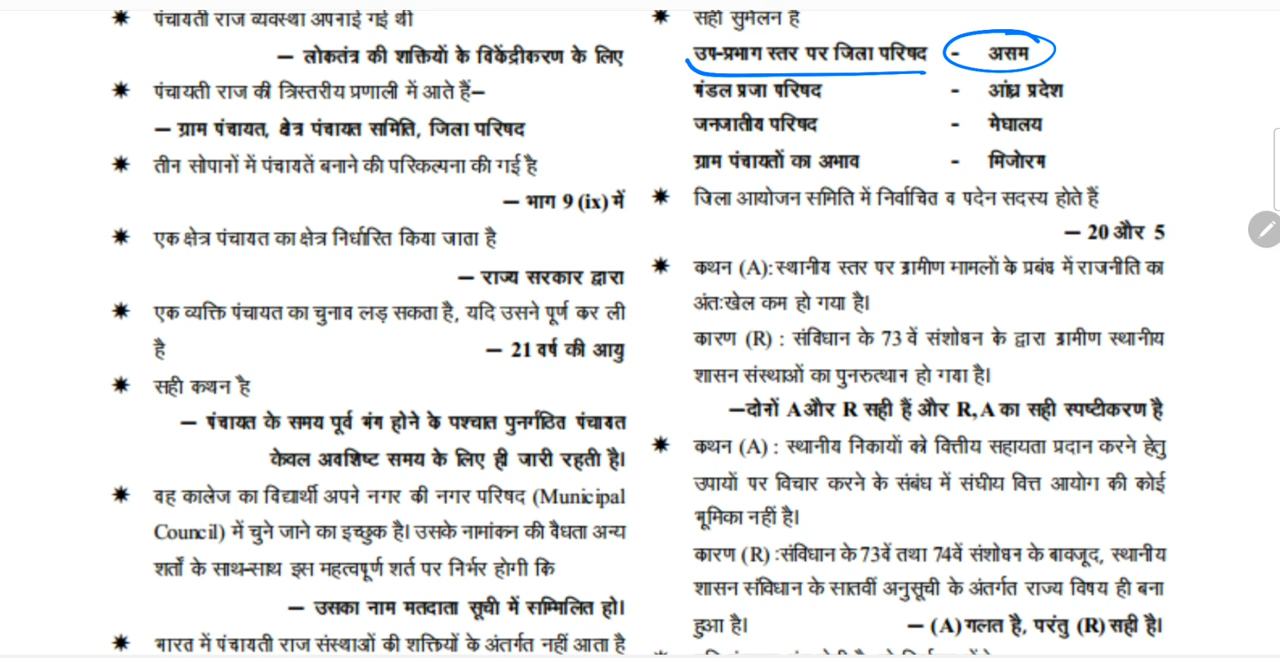 ✷ पंचायती राज व्यवस्था अपनाई गई थी
– लोकतंत्र की शक्तियों के विकेंद्रीकरण के लिए
✷ पंचायती राज की त्रिस्तरीय प्रणाली में आते हैं–
– ग्राम पंचायत, क्षेत्र पंचायत समिति, जिला परिषद
✷ तीन सोपानों में पंचायतें बनाने की परिकल्पना की गई है
– भाग 9 (ix) में
✷ एक क्षेत्र पंचायत का क्षेत्र निर्धारित किया जाता है
– राज्य सरकार द्वारा
✷ एक व्यक्ति पंचायत का चुनाव लड़ सकता है, यदि उसने पूर्ण कर ली
है – 21 वर्ष की आयु
✷ सही कथन है
– पंचायत के समय पूर्व भंग होने के पश्चात पुनर्गठित पंचायत
केवल अवशिष्ट समय के लिए ही जारी रहती है।
✷ वह कालेज का विद्यार्थी अपने नगर की नगर परिषद (Municipal
Council) में चुने जाने का इच्छुक है। उसके नामांकन की वैधता अन्य
शर्तों के साथ-साथ इस महत्वपूर्ण शर्त पर निर्भर होगी कि
– उसका नाम मतदाता सूची में सम्मिलित हो।
✷ भारत में पंचायती राज संस्थाओं की शक्तियों के अंतर्गत नहीं आता है
✷ सही सुमेलन है
उप-प्रभाग स्तर पर जिला परिषद - असम
मंडल प्रजा परिषद - आंध्र प्रदेश
जनजातीय परिषद - मेघालय
ग्राम पंचायतों का अभाव - मिजोरम
✷ जिला आयोजन समिति में निर्वाचित व पदेन सदस्य होते हैं
– 20 और 5
✷ कथन (A): स्थानीय स्तर पर ग्रामीण मामलों के प्रबंध में राजनीति का
अंतःखेल कम हो गया है।
कारण (R) : संविधान के 73 वें संशोधन के द्वारा ग्रामीण स्थानीय
शासन संस्थाओं का पुनरुत्थान हो गया है।
–दोनों A और R सही हैं और R, A का सही स्पष्टीकरण है
✷ कथन (A) : स्थानीय निकायों को वित्तीय सहायता प्रदान करने हेतु
उपायों पर विचार करने के संबंध में संघीय वित्त आयोग की कोई
भूमिका नहीं है।
कारण (R) :संविधान के 73वें तथा 74वें संशोधन के बावजूद, स्थानीय
शासन संविधान के सातवीं अनुसूची के अंतर्गत राज्य विषय ही बना
हुआ है। – (A) गलत है, परंतु (R) सही है।